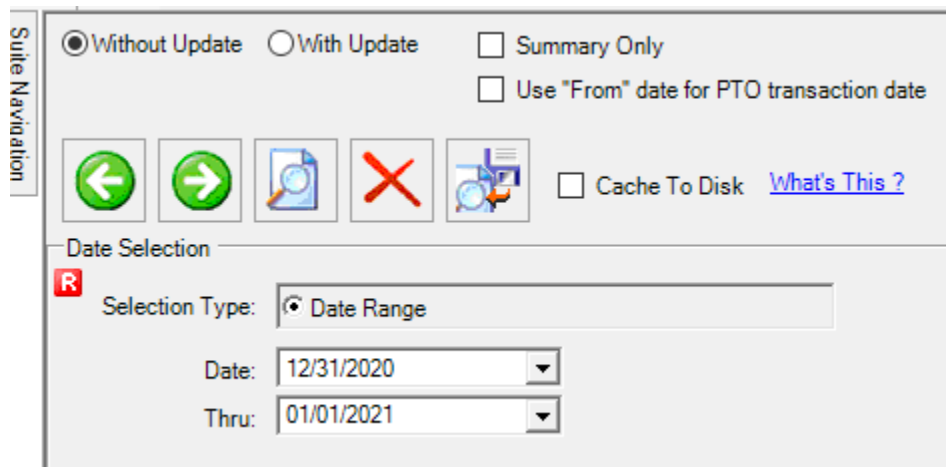 Suite Navigation
Without Update With Update Summary Only
Use "From" date for PTO transaction date
Cache To Disk What's This ?
Date Selection
R
Selection Type: Date Range
Date: 12/31/2020
Thru: 01/01/2021